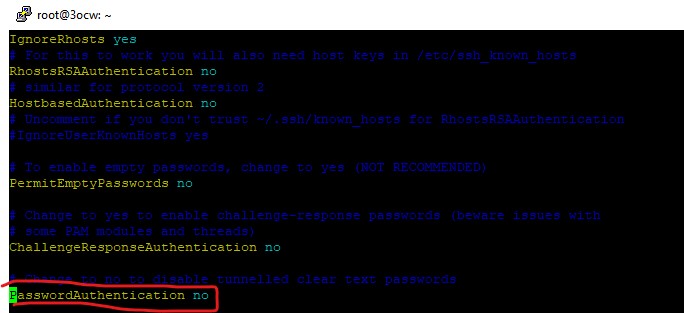 root@3ocw: ~
IgnoreRhosts yes
# For this to work you will also need host keys in /etc/ssh_known_hosts
RhostsRSAAuthentication no
# similar for protocol version 2
HostbasedAuthentication no
# Uncomment if you don't trust ~/.ssh/known_hosts for RhostsRSAAuthentication
#IgnoreUserKnownHosts yes
# To enable empty passwords, change to yes (NOT RECOMMENDED)
PermitEmptyPasswords no
# Change to yes to enable challenge-response passwords (beware issues with
# some PAM modules and threads)
ChallengeResponseAuthentication no
# Change to no to disable tunnelled clear text passwords
PasswordAuthentication no